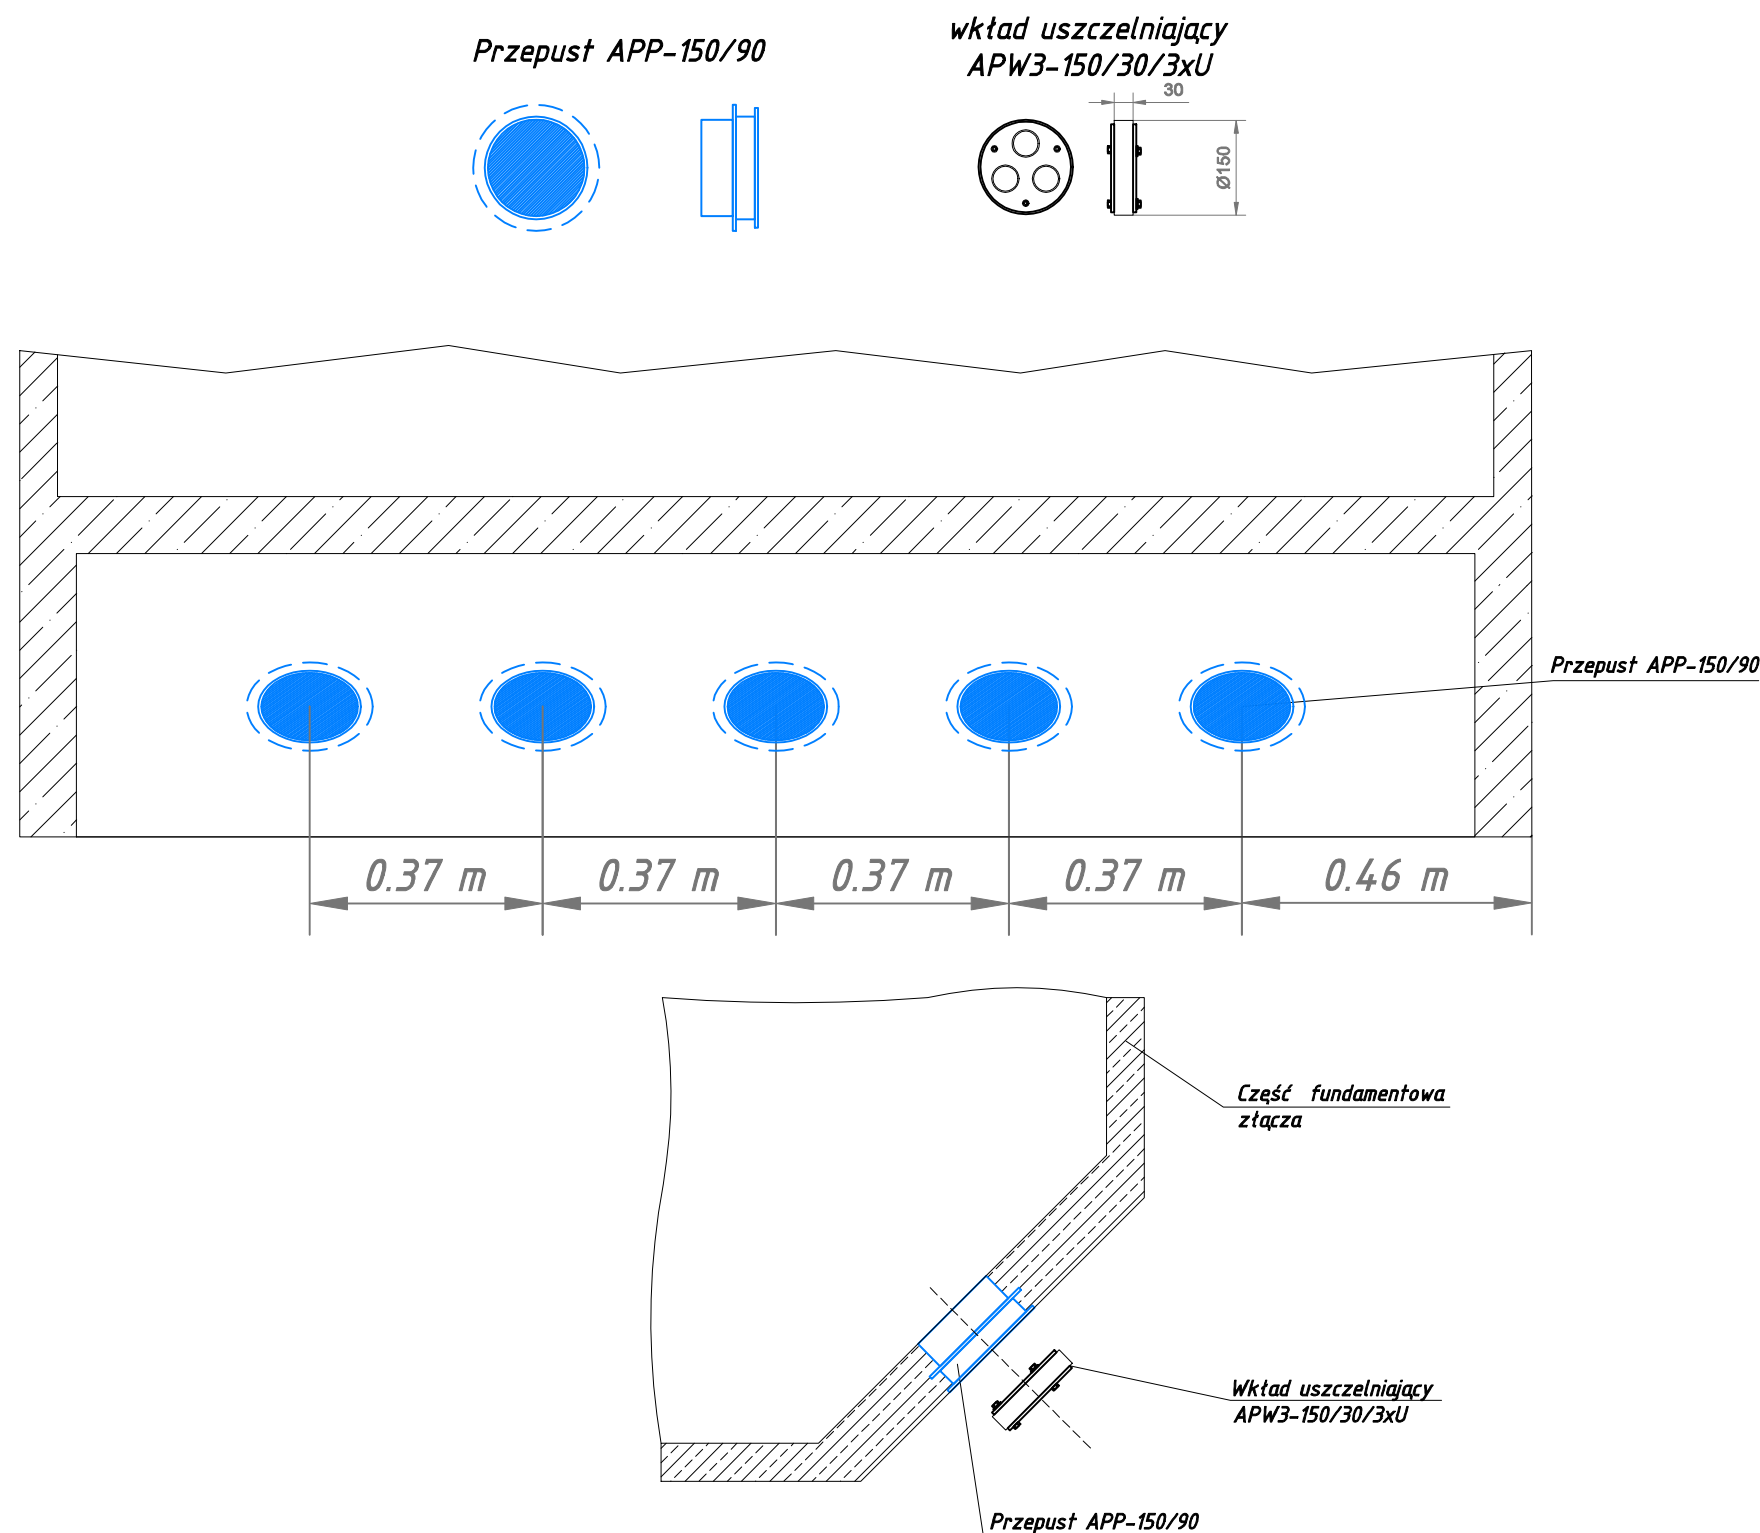 Przepust APP-150/90
wkład uszczelniający
APW3-150/30/3xU
30
Ø150
Przepust APP-150/90
0.37 m
0.37 m
0.37 m
0.37 m
0.46 m
Część fundamentowa
złącza
Wkład uszczelniający
APW3-150/30/3xU
Przepust APP-150/90